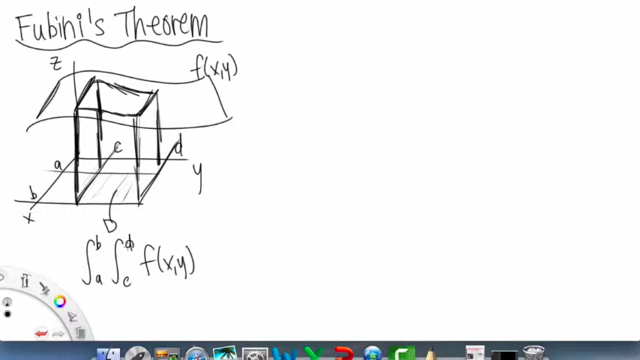 Fubini's Theorem
z
f(x,y)
c
d
a
y
b
x
D
∫ₐᵇ ∫꜀ᵈ f(x,y)